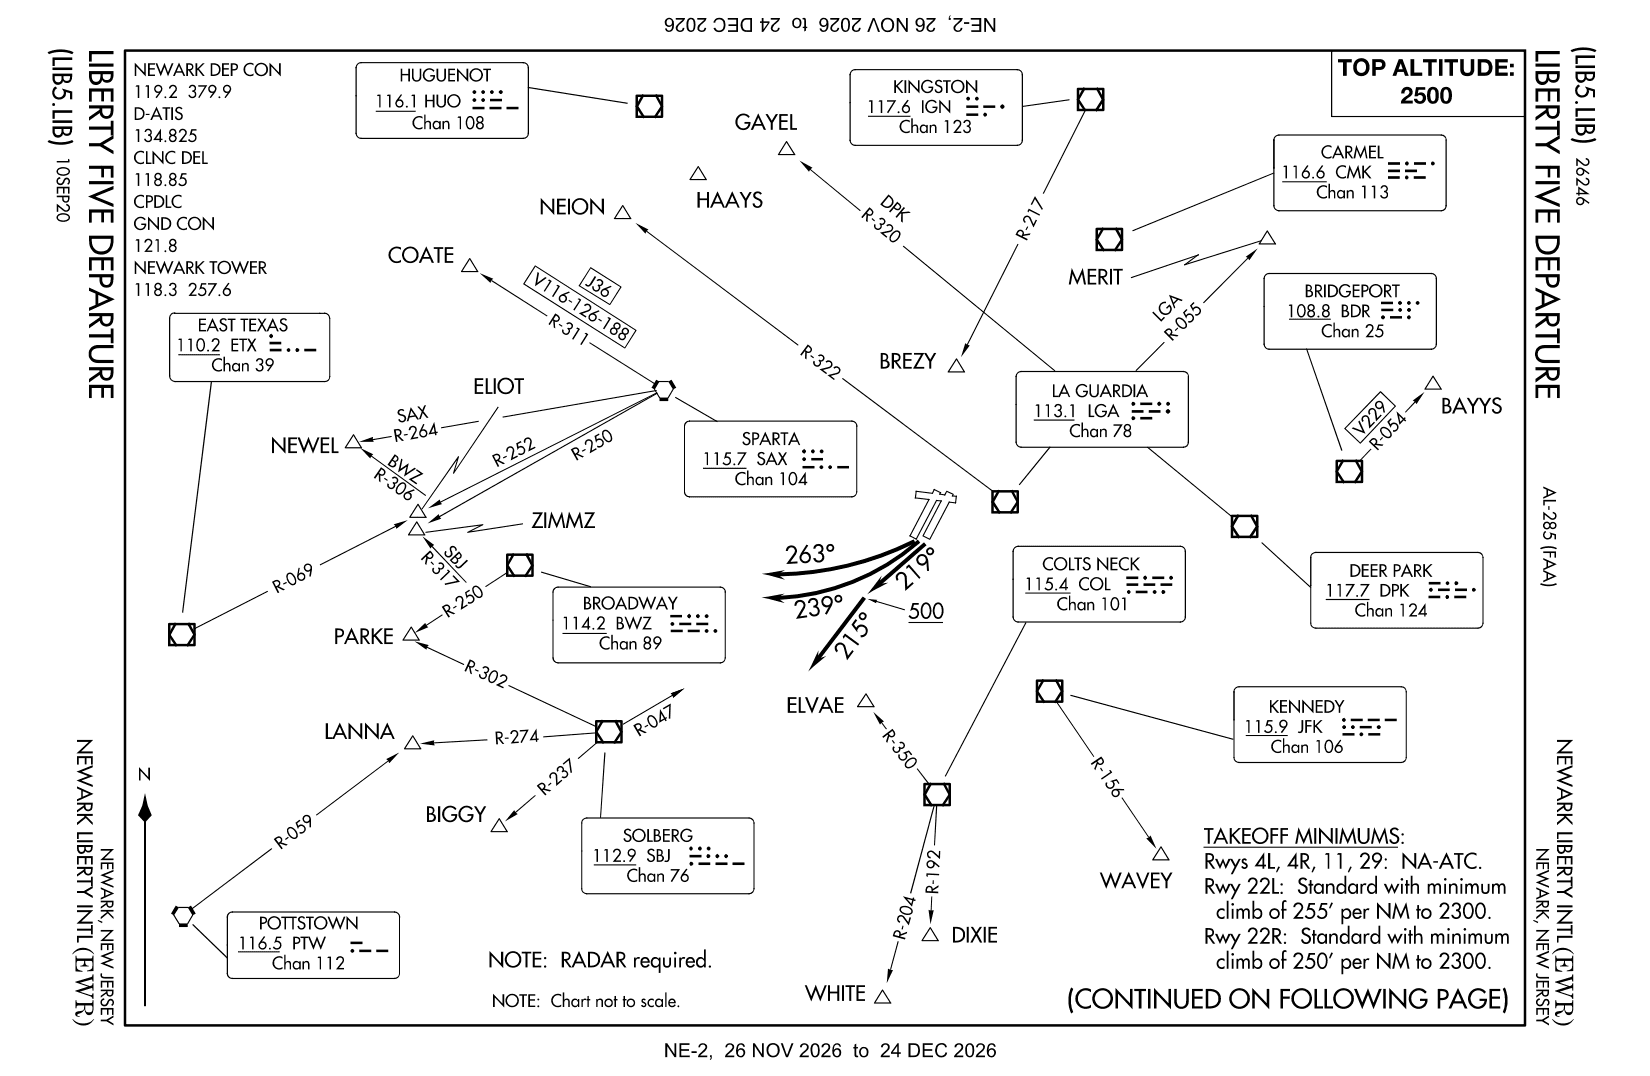 NE-2, 26 NOV 2026 to 24 DEC 2026
(LIB5.LIB) 10SEP20
LIBERTY FIVE DEPARTURE
NEWARK LIBERTY INTL (EWR)
NEWARK, NEW JERSEY
(LIB5.LIB) 26246
LIBERTY FIVE DEPARTURE
AL-285 (FAA)
NEWARK LIBERTY INTL (EWR)
NEWARK, NEW JERSEY
TOP ALTITUDE:
2500
NEWARK DEP CON
119.2 379.9
D-ATIS
134.825
CLNC DEL
118.85
CPDLC
GND CON
121.8
NEWARK TOWER
118.3 257.6
HUGUENOT
116.1 HUO
Chan 108
KINGSTON
117.6 IGN
Chan 123
GAYEL
HAAYS
NEION
COATE
CARMEL
116.6 CMK
Chan 113
MERIT
BRIDGEPORT
108.8 BDR
Chan 25
DPK
R-320
R-217
LGA
R-055
J36
V116-126-188
R-311
R-322
EAST TEXAS
110.2 ETX
Chan 39
BREZY
LA GUARDIA
113.1 LGA
Chan 78
V229
R-054
BAYYS
ELIOT
SAX
R-264
NEWEL
BWZ
R-306
R-252
R-250
SPARTA
115.7 SAX
Chan 104
ZIMMZ
SBJ
R-317
R-069
R-250
BROADWAY
114.2 BWZ
Chan 89
PARKE
R-302
263°
239°
219°
215°
500
COLTS NECK
115.4 COL
Chan 101
DEER PARK
117.7 DPK
Chan 124
ELVAE
R-350
KENNEDY
115.9 JFK
Chan 106
R-156
WAVEY
LANNA
R-274
R-047
R-237
BIGGY
SOLBERG
112.9 SBJ
Chan 76
R-059
N
POTTSTOWN
116.5 PTW
Chan 112
R-192
R-204
DIXIE
WHITE
NOTE: RADAR required.
NOTE: Chart not to scale.
TAKEOFF MINIMUMS:
Rwys 4L, 4R, 11, 29: NA-ATC.
Rwy 22L: Standard with minimum
climb of 255' per NM to 2300.
Rwy 22R: Standard with minimum
climb of 250' per NM to 2300.
(CONTINUED ON FOLLOWING PAGE)
NE-2, 26 NOV 2026 to 24 DEC 2026